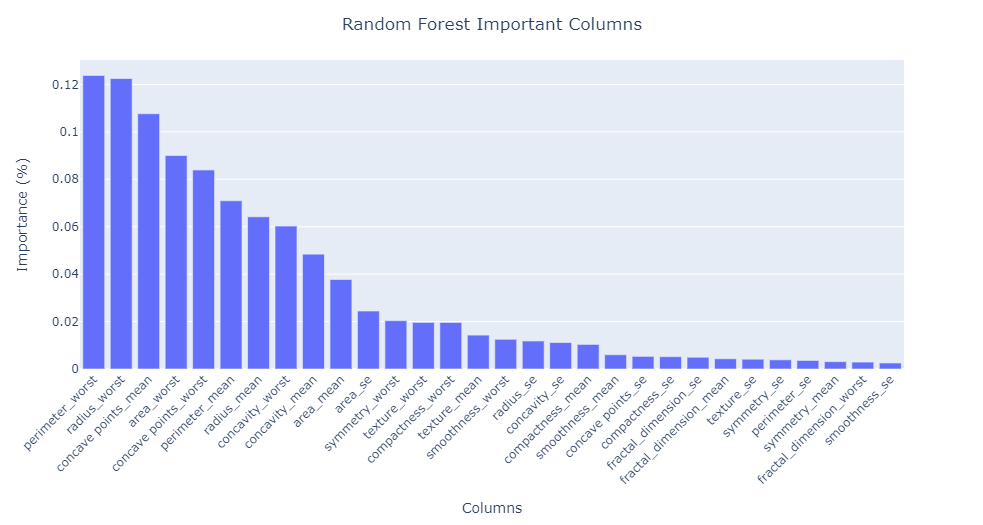 Random Forest Important Columns
Importance (%)
0.12
0.1
0.08
0.06
0.04
0.02
0
perimeter_worst
radius_worst
concave points_mean
area_worst
concave points_worst
perimeter_mean
radius_mean
concavity_worst
concavity_mean
area_mean
area_se
symmetry_worst
texture_worst
compactness_worst
texture_mean
smoothness_worst
radius_se
concavity_se
compactness_mean
smoothness_mean
concave points_se
compactness_se
fractal_dimension_se
fractal_dimension_mean
texture_se
symmetry_se
perimeter_se
symmetry_mean
fractal_dimension_worst
smoothness_se
Columns